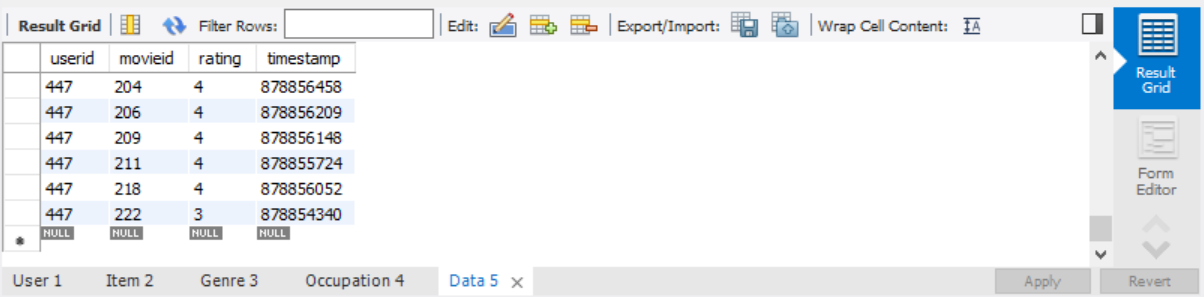 Result Grid Filter Rows: Edit: Export/Import: Wrap Cell Content: IA
userid movieid rating timestamp
447 204 4 878856458
447 206 4 878856209
447 209 4 878856148
447 211 4 878855724
447 218 4 878856052
447 222 3 878854340
NULL NULL NULL NULL
Result
Grid
Form
Editor
User 1 Item 2 Genre 3 Occupation 4 Data 5 Apply Revert